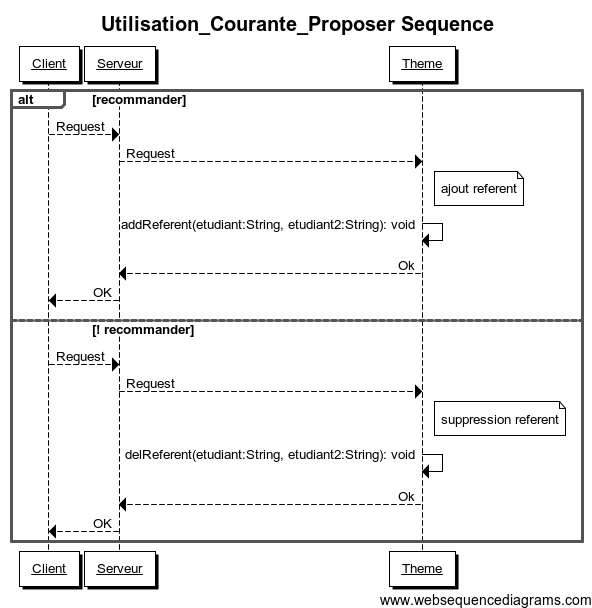 Utilisation_Courante_Proposer Sequence
Client Serveur Theme
alt [recommander]
Request
Request
ajout referent
addReferent(etudiant:String, etudiant2:String): void
Ok
OK
[! recommander]
Request
Request
suppression referent
delReferent(etudiant:String, etudiant2:String): void
Ok
OK
Client Serveur Theme
www.websequencediagrams.com